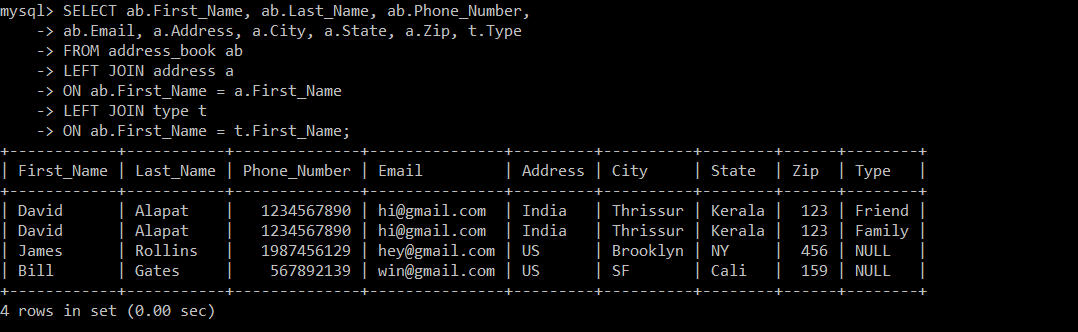 mysql> SELECT ab.First_Name, ab.Last_Name, ab.Phone_Number,
    -> ab.Email, a.Address, a.City, a.State, a.Zip, t.Type
    -> FROM address_book ab
    -> LEFT JOIN address a
    -> ON ab.First_Name = a.First_Name
    -> LEFT JOIN type t
    -> ON ab.First_Name = t.First_Name;
+------------+-----------+--------------+---------------+---------+----------+--------+------+--------+
| First_Name | Last_Name | Phone_Number | Email         | Address | City     | State  | Zip  | Type   |
+------------+-----------+--------------+---------------+---------+----------+--------+------+--------+
| David      | Alapat    |   1234567890 | hi@gmail.com  | India   | Thrissur | Kerala |  123 | Friend |
| David      | Alapat    |   1234567890 | hi@gmail.com  | India   | Thrissur | Kerala |  123 | Family |
| James      | Rollins   |   1987456129 | hey@gmail.com | US      | Brooklyn | NY     |  456 | NULL   |
| Bill       | Gates     |    567892139 | win@gmail.com | US      | SF       | Cali   |  159 | NULL   |
+------------+-----------+--------------+---------------+---------+----------+--------+------+--------+
4 rows in set (0.00 sec)